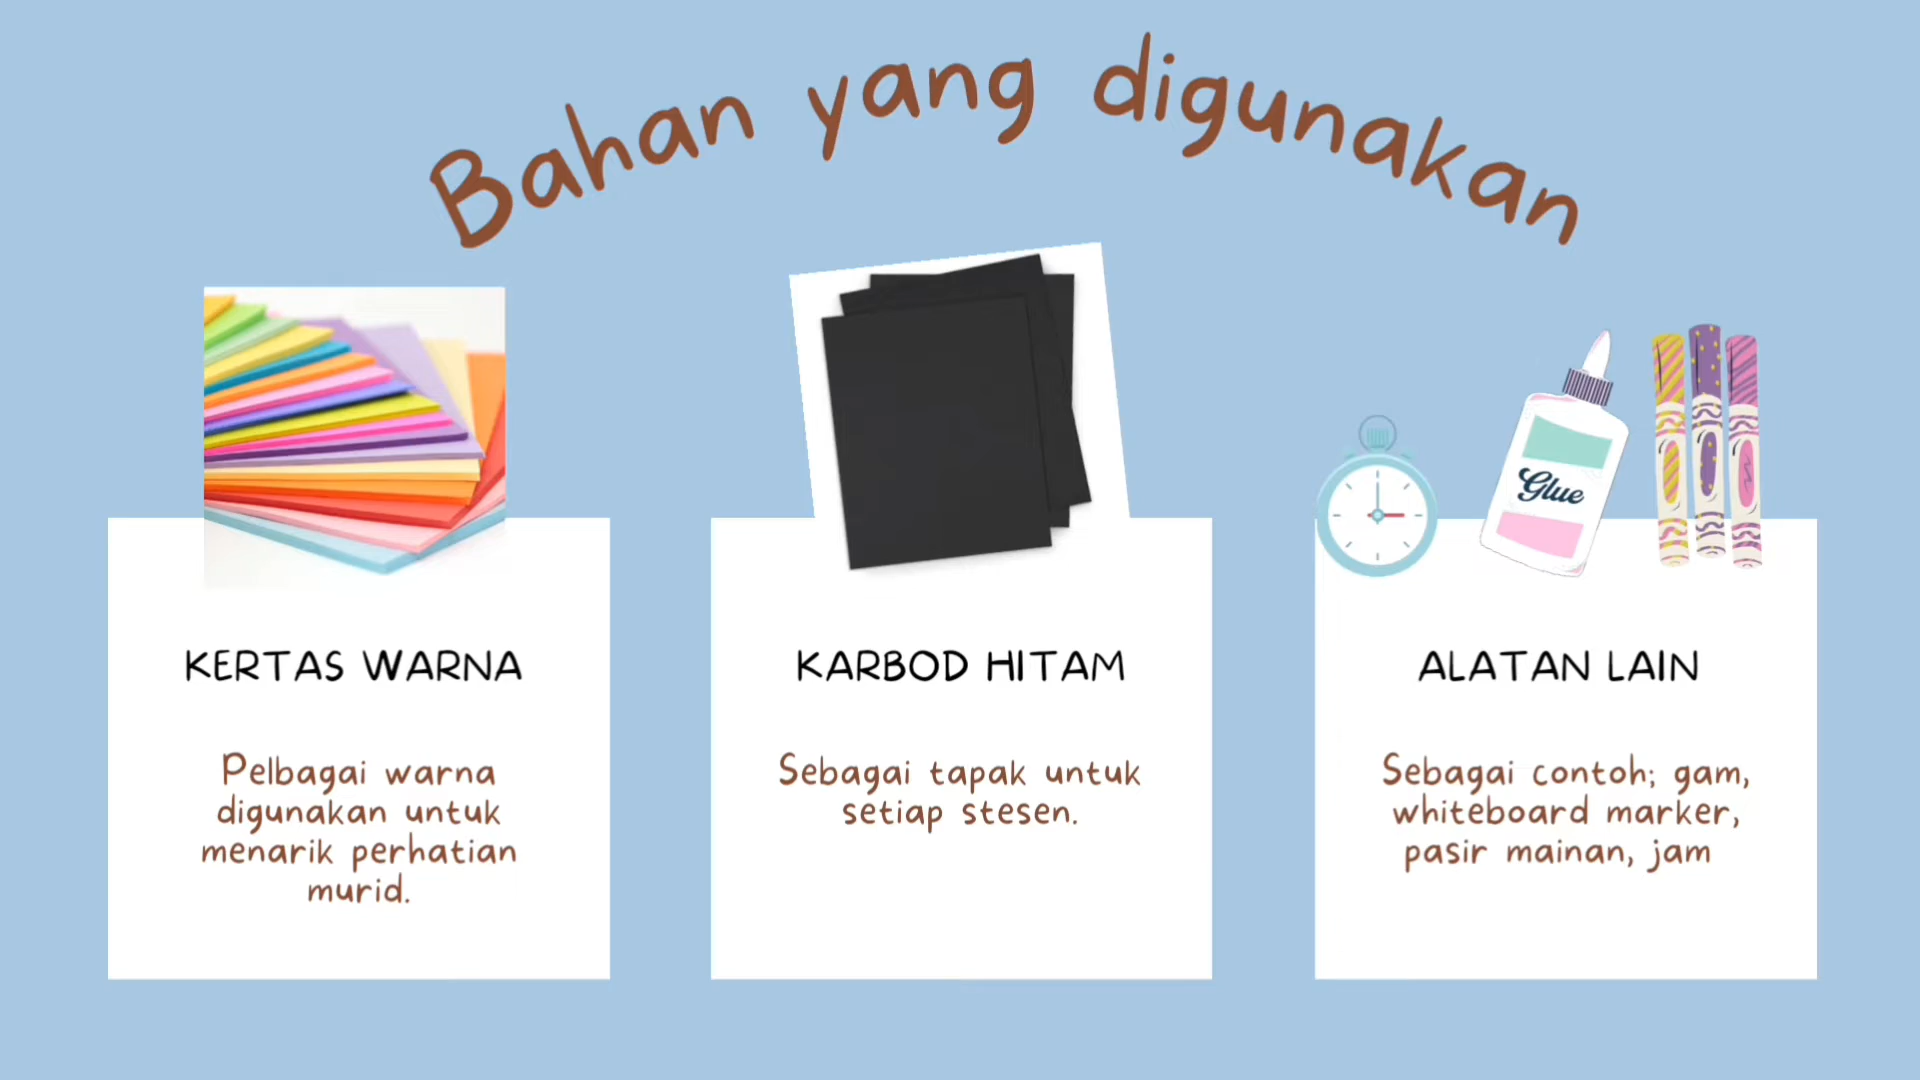 Bahan yang digunakan
Glue
KERTAS WARNA
Pelbagai warna
digunakan untuk
menarik perhatian
murid.
KARBOD HITAM
Sebagai tapak untuk
setiap stesen.
ALATAN LAIN
Sebagai contoh; gam,
whiteboard marker,
pasir mainan, jam